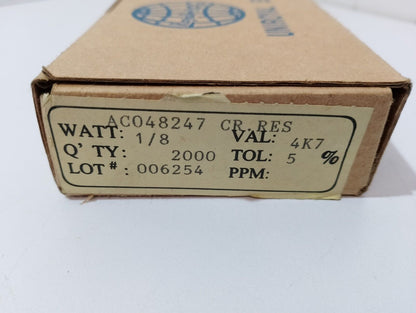 AC048247 CR.RES
WATT: 1/8 VAL: 4K7
Q'TY: 2000 TOL: 5 %
LOT#: 006254 PPM: